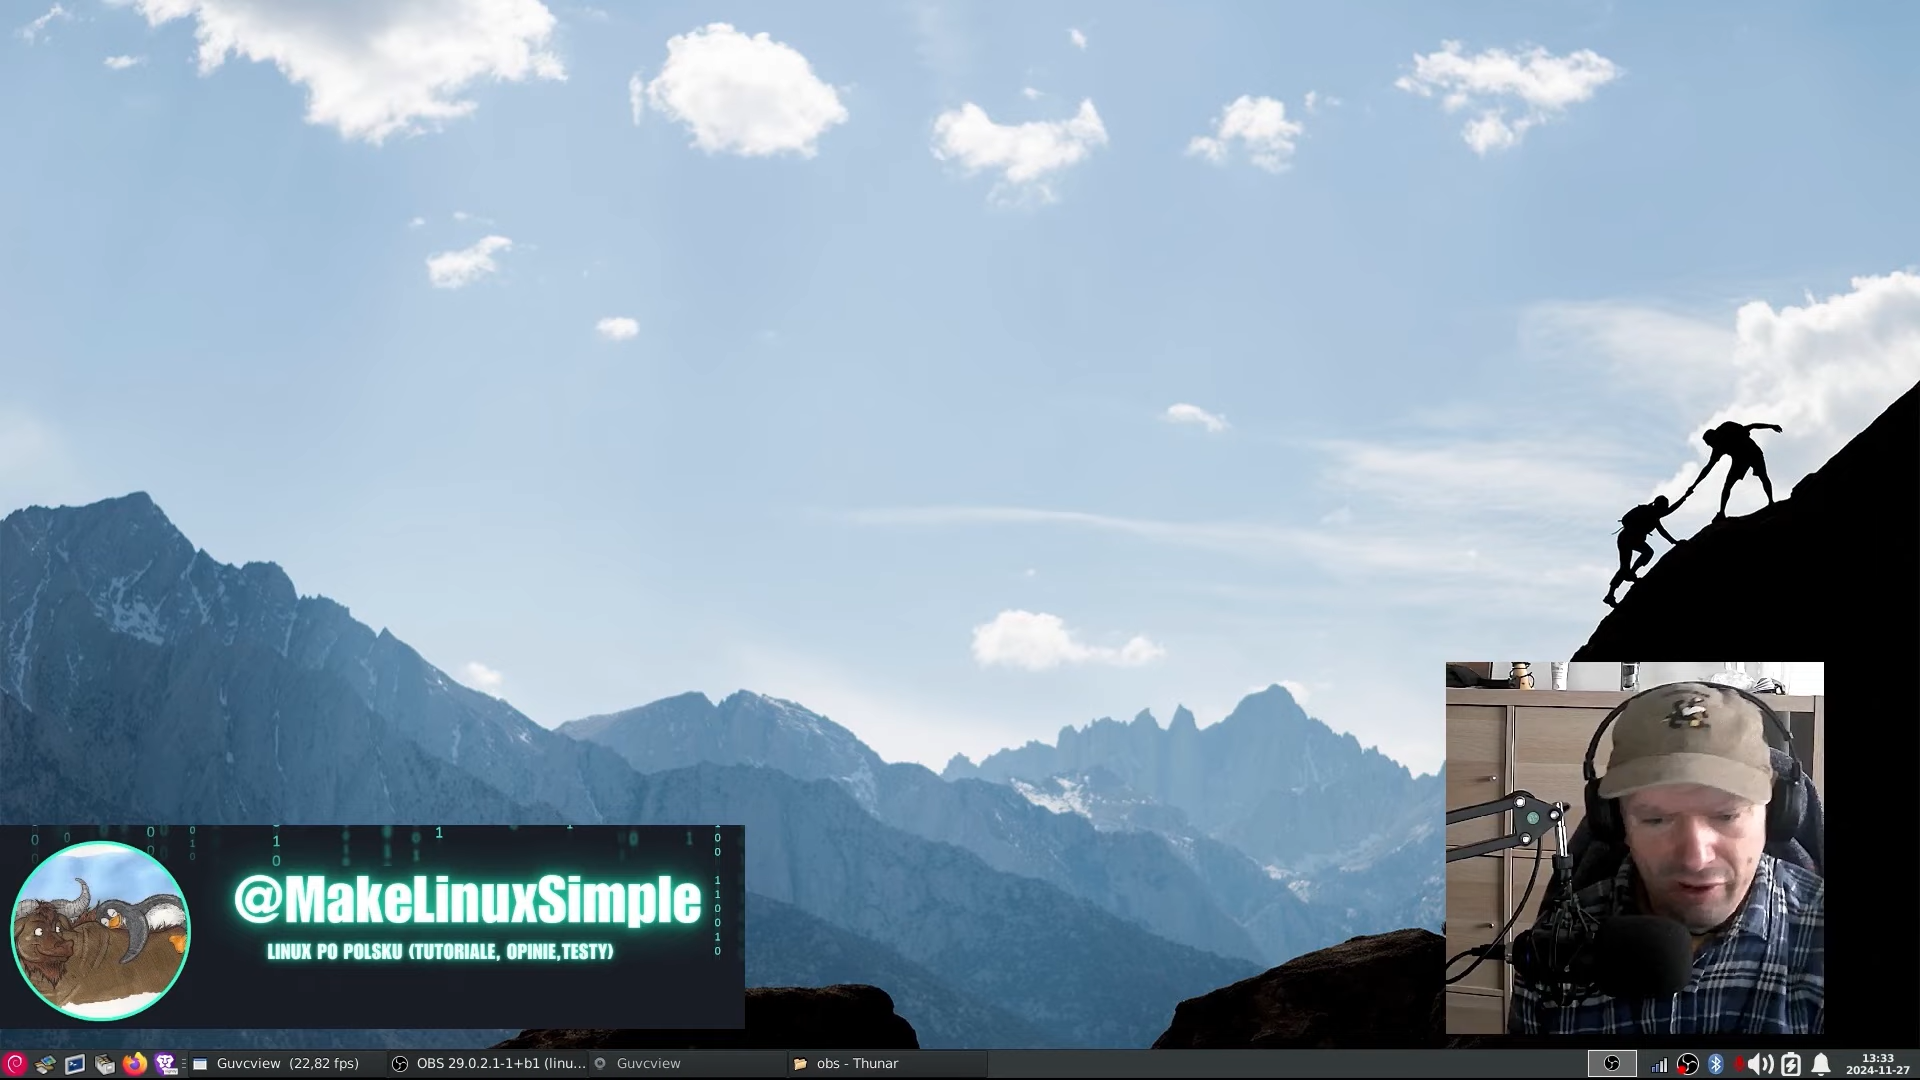 @MakeLinuxSimple
LINUX PO POLSKU (TUTORIALE, OPINIE,TESTY)
Guvcview (22,82 fps)
OBS 29.0.2.1-1+b1 (linu...
Guvcview
obs - Thunar
13:33
2024-11-27